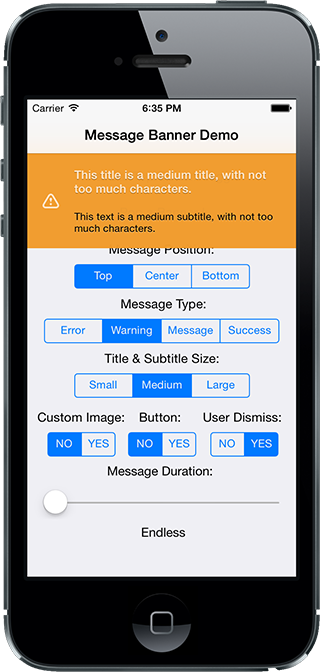 Carrier 6:35 PM
Message Banner Demo
This title is a medium title, with not
too much characters.
This text is a medium subtitle, with not too
much characters.
Message Position:
Top Center Bottom
Message Type:
Error Warning Message Success
Title & Subtitle Size:
Small Medium Large
Custom Image: Button: User Dismiss:
NO YES NO YES NO YES
Message Duration:
Endless